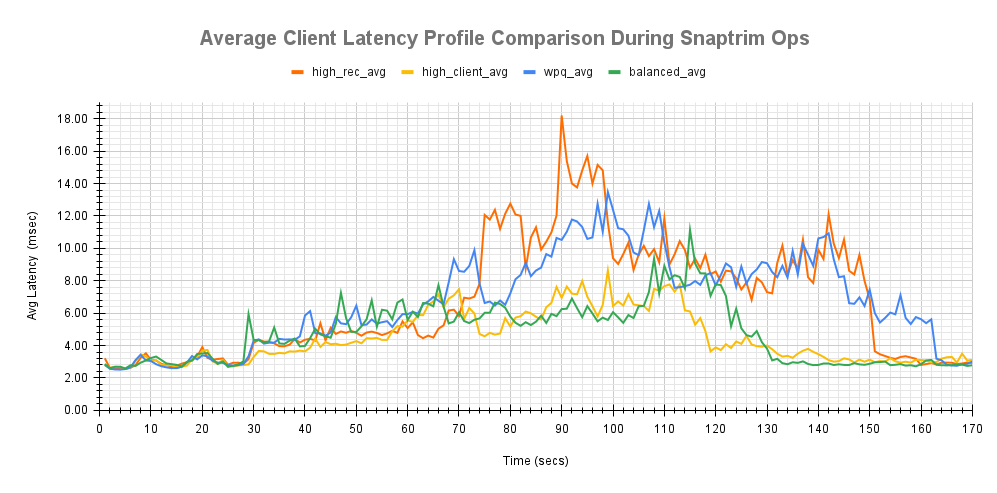 Average Client Latency Profile Comparison During Snaptrim Ops
high_rec_avg high_client_avg wpq_avg balanced_avg
18.00
16.00
14.00
12.00
10.00
8.00
6.00
4.00
2.00
0.00
Avg Latency (msec)
0 10 20 30 40 50 60 70 80 90 100 110 120 130 140 150 160 170
Time (secs)